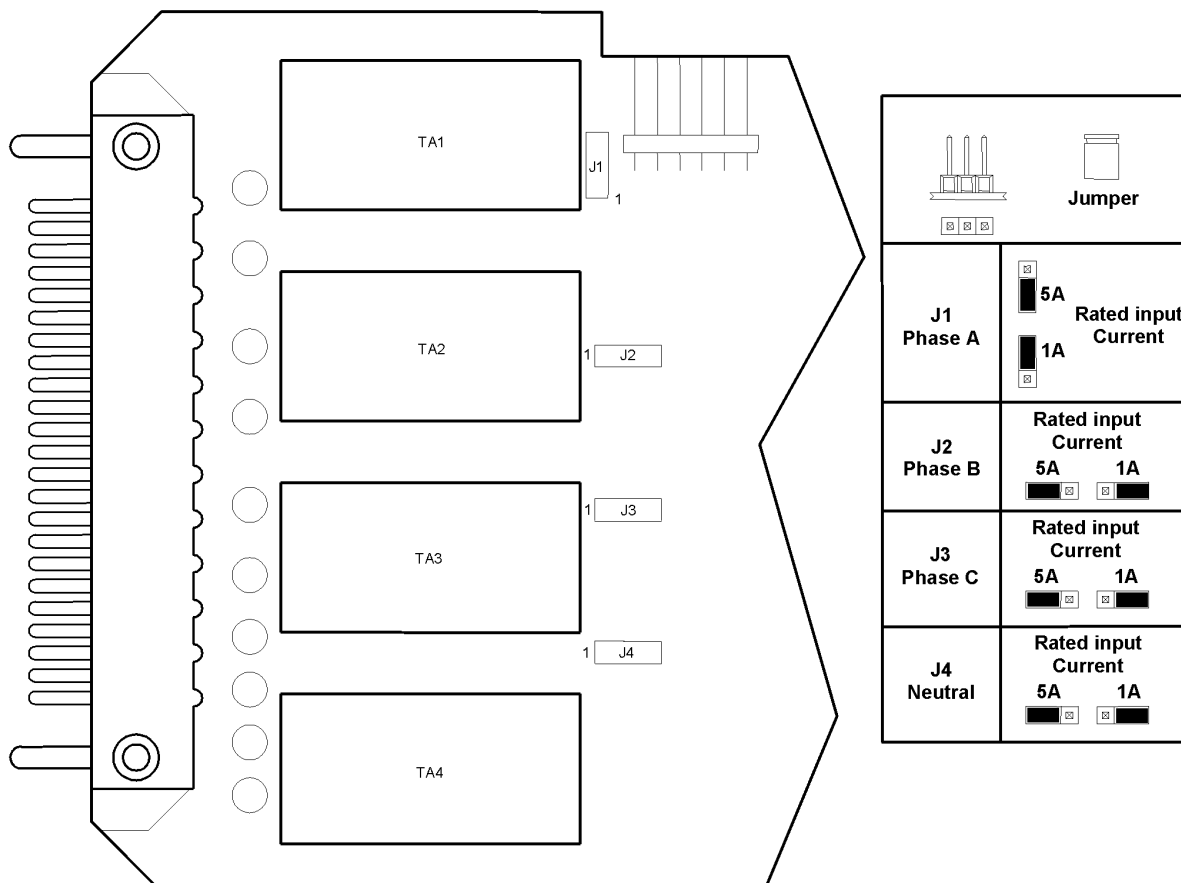 TA1
J1
1
TA2
1
J2
TA3
1
J3
1
J4
TA4
Jumper
J1
Phase A
5A
1A
Rated input
Current
J2
Phase B
Rated input
Current
5A
1A
J3
Phase C
Rated input
Current
5A
1A
J4
Neutral
Rated input
Current
5A
1A